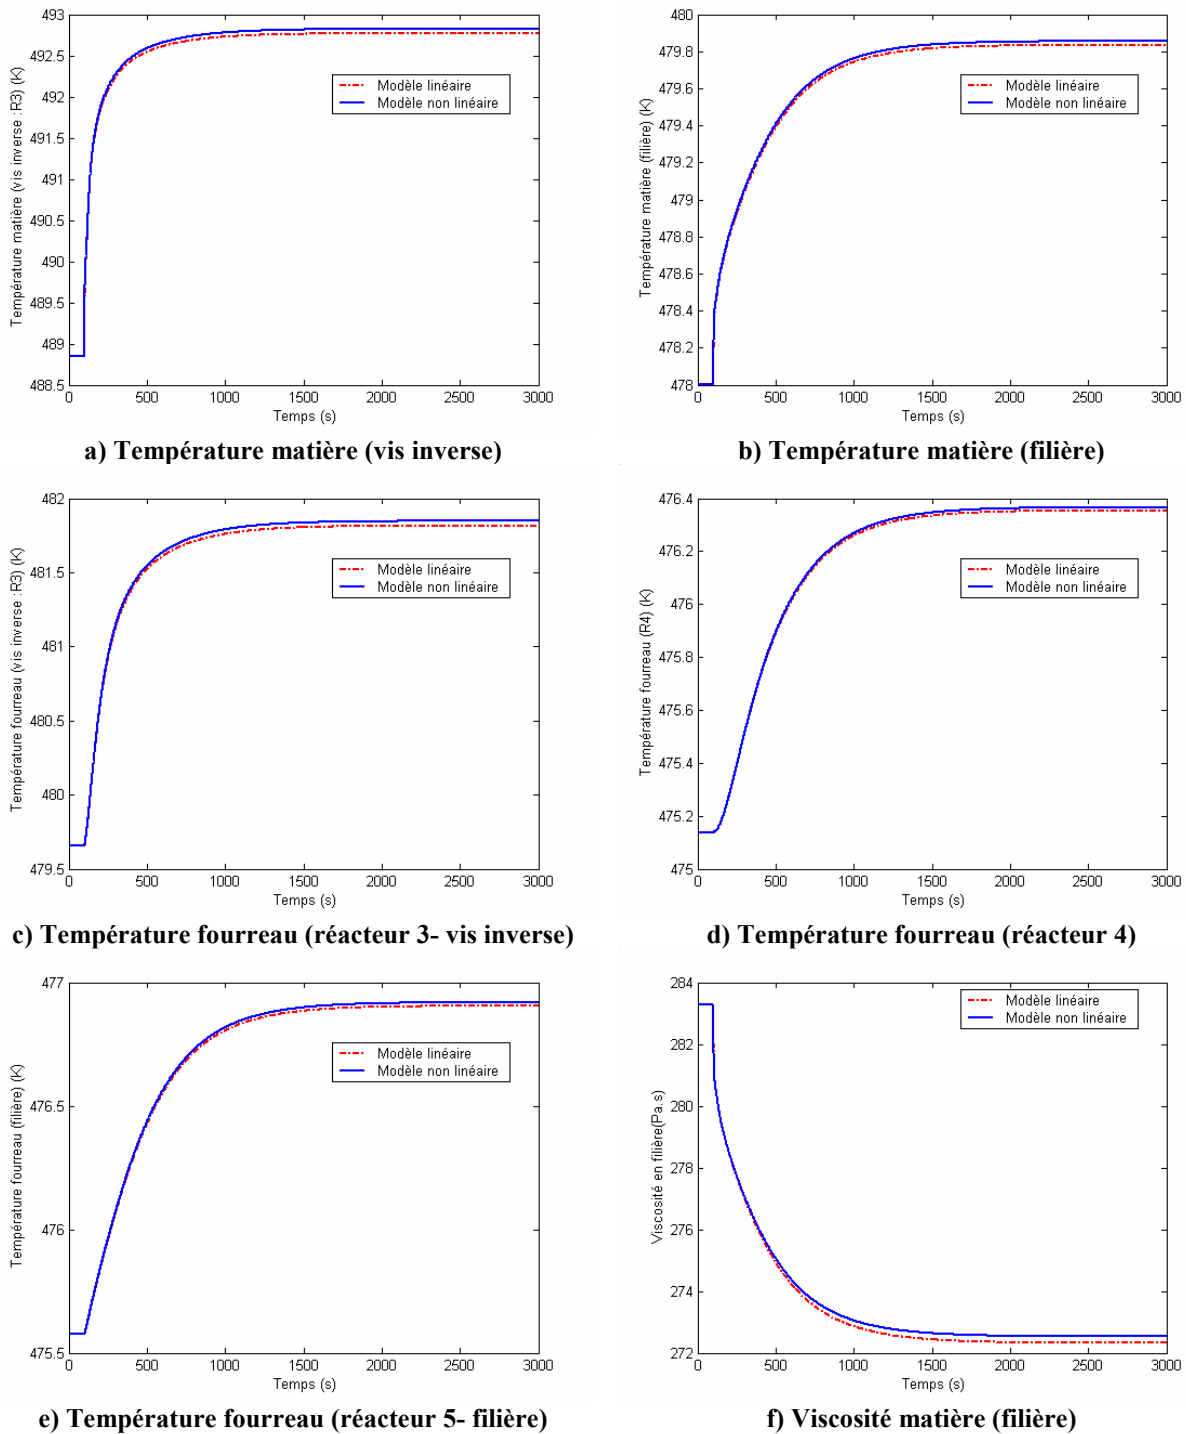 493
492.5
492
491.5
491
490.5
490
489.5
489
488.5
0 500 1000 1500 2000 2500 3000
Temps (s)
Température matière (vis inverse :R3) (K)
Modèle linéaire
Modèle non linéaire
a) Température matière (vis inverse)
480
479.8
479.6
479.4
479.2
479
478.8
478.6
478.4
478.2
478
0 500 1000 1500 2000 2500 3000
Temps (s)
Température matière (filière) (K)
Modèle linéaire
Modèle non linéaire
b) Température matière (filière)
482
481.5
481
480.5
480
479.5
0 500 1000 1500 2000 2500 3000
Temps (s)
Température fourreau (vis inverse :R3) (K)
Modèle linéaire
Modèle non linéaire
c) Température fourreau (réacteur 3- vis inverse)
476.4
476.2
476
475.8
475.6
475.4
475.2
475
0 500 1000 1500 2000 2500 3000
Temps (s)
Température fourreau (R4) (K)
Modèle linéaire
Modèle non linéaire
d) Température fourreau (réacteur 4)
477
476.5
476
475.5
0 500 1000 1500 2000 2500 3000
Temps (s)
Température fourreau (filière) (K)
Modèle linéaire
Modèle non linéaire
e) Température fourreau (réacteur 5- filière)
284
282
280
278
276
274
272
0 500 1000 1500 2000 2500 3000
Temps (s)
Viscosité en filière(Pa.s)
Modèle linéaire
Modèle non linéaire
f) Viscosité matière (filière)